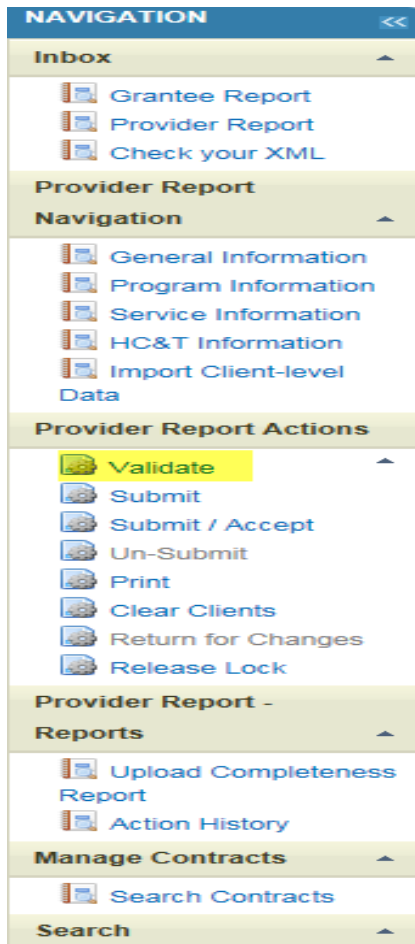 NAVIGATION <<
Inbox
Grantee Report
Provider Report
Check your XML
Provider Report
Navigation
General Information
Program Information
Service Information
HC&T Information
Import Client-level
Data
Provider Report Actions
Validate
Submit
Submit / Accept
Un-Submit
Print
Clear Clients
Return for Changes
Release Lock
Provider Report -
Reports
Upload Completeness
Report
Action History
Manage Contracts
Search Contracts
Search